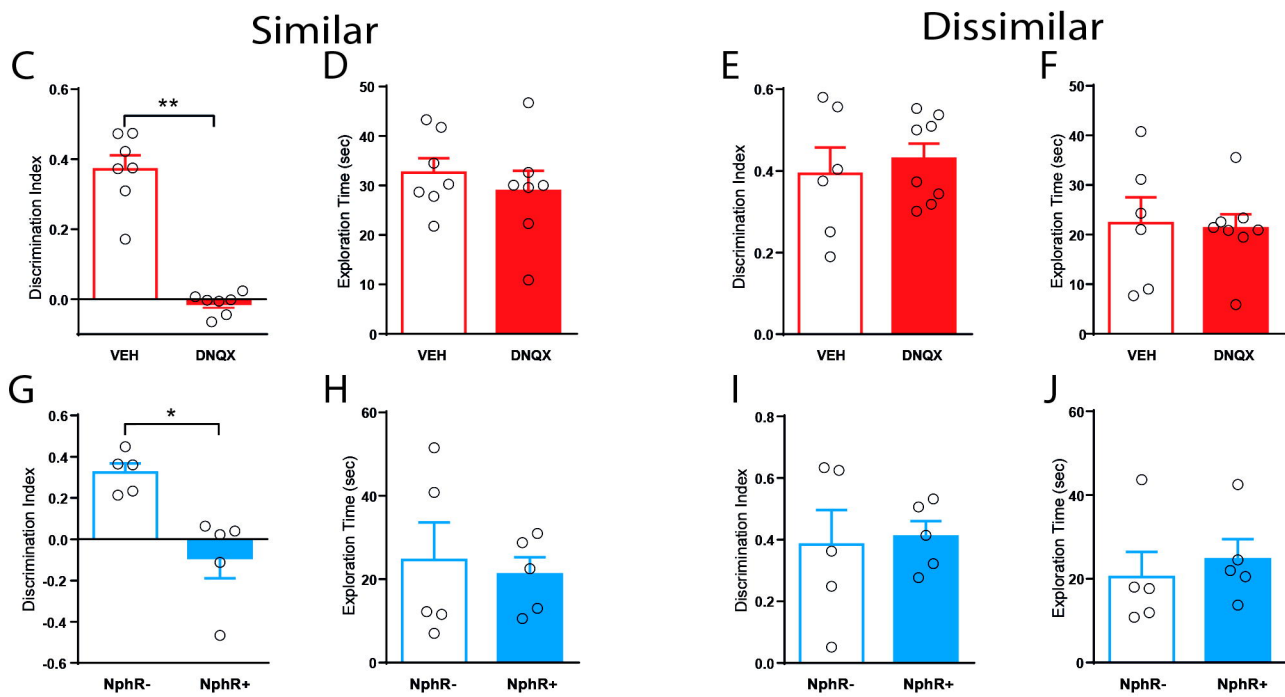 Similar
Dissimilar
C
D
E
F
Discrimination Index
0.6
0.4
0.2
0.0
**
VEH
DNQX
Exploration Time (sec)
50
40
30
20
10
0
VEH
DNQX
Discrimination Index
0.6
0.4
0.2
0.0
VEH
DNQX
Exploration Time (sec)
50
40
30
20
10
0
VEH
DNQX
G
H
I
J
Discrimination Index
0.6
0.4
0.2
0.0
-0.2
-0.4
-0.6
*
NphR-
NphR+
Exploration Time (sec)
60
40
20
0
NphR-
NphR+
Discrimination Index
0.8
0.6
0.4
0.2
0.0
NphR-
NphR+
Exploration Time (sec)
60
40
20
0
NphR-
NphR+